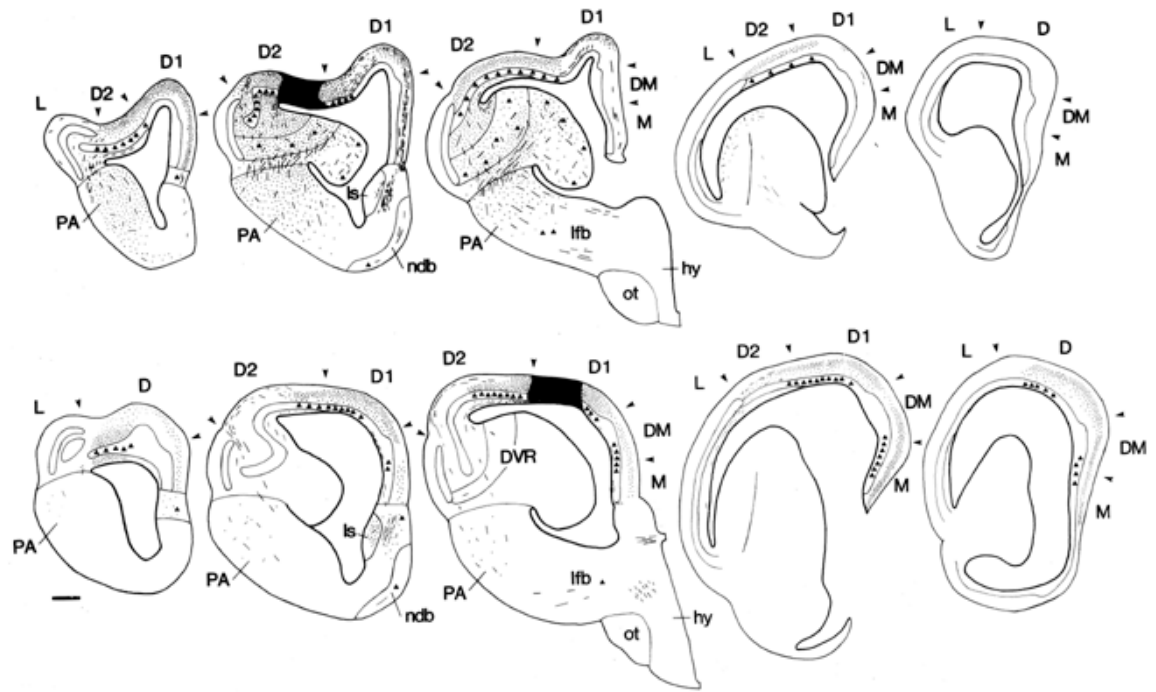 L D2 D1 PA
D2 D1 PA ls ndb
D2 D1 DM M PA lfb ot hy
L D2 D1 DM M
L D DM M
L D PA
D2 D1 PA ls ndb
D2 D1 DVR DM M PA lfb ot hy
L D2 D1 DM M
L D DM M